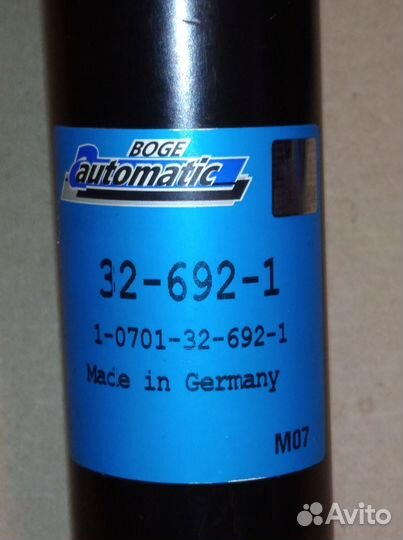 BOGE
automatic
32-692-1
1-0701-32-692-1
Made in Germany
M07
Avito